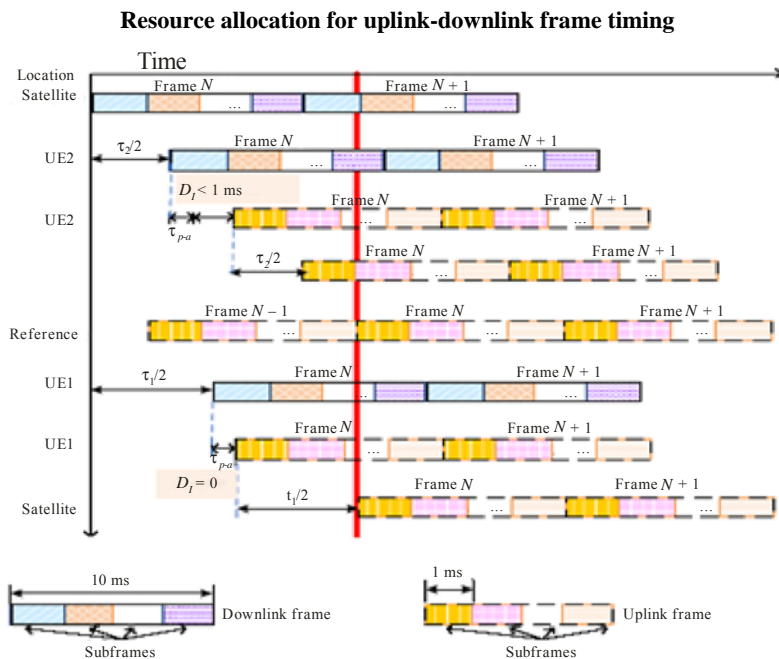 Resource allocation for uplink-downlink frame timing
Time
Location
Satellite
Frame N
Frame N + 1
...
...
UE2
τ2/2
Frame N
Frame N + 1
...
...
D_I < 1 ms
UE2
τp-a
Frame N
Frame N + 1
...
...
τ2/2
Frame N
Frame N + 1
...
...
Reference
Frame N − 1
Frame N
Frame N + 1
...
...
...
UE1
τ1/2
Frame N
Frame N + 1
...
...
UE1
τp-a
Frame N
Frame N + 1
...
...
D_I = 0
Satellite
t1/2
Frame N
Frame N + 1
...
...
10 ms
Downlink frame
Subframes
1 ms
Uplink frame
...
Subframes